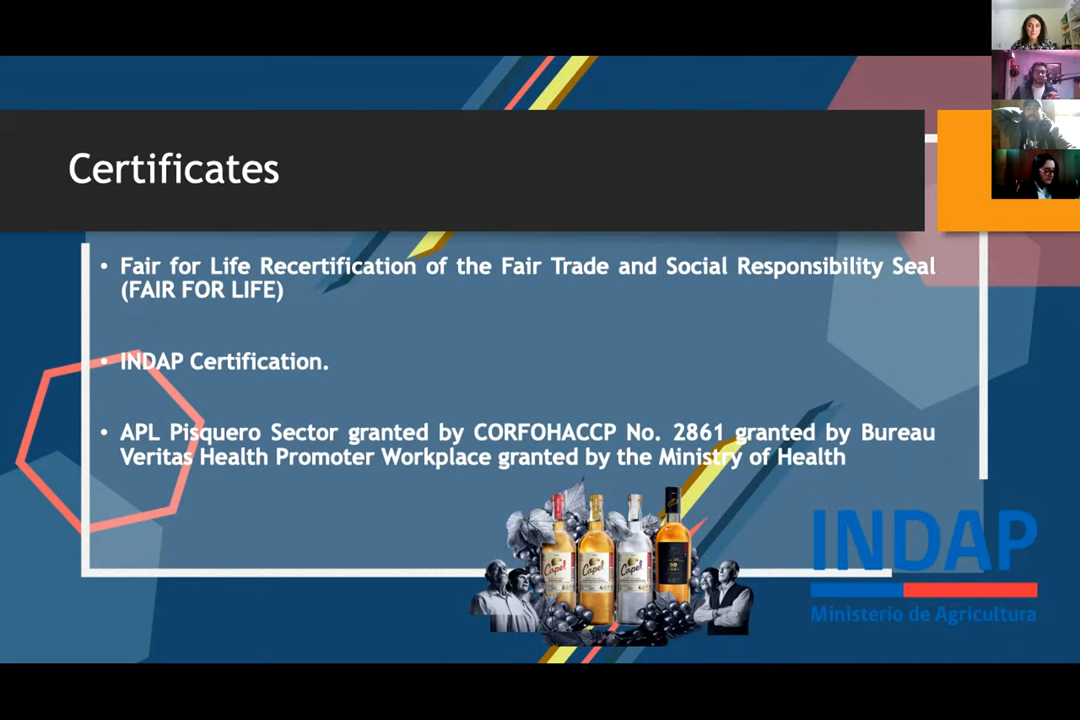 Certificates
• Fair for Life Recertification of the Fair Trade and Social Responsibility Seal
(FAIR FOR LIFE)
• INDAP Certification.
• APL Pisquero Sector granted by CORFOHACCP No. 2861 granted by Bureau
Veritas Health Promoter Workplace granted by the Ministry of Health
Capel
Capel
Capel
INDAP
Ministerio de Agricultura